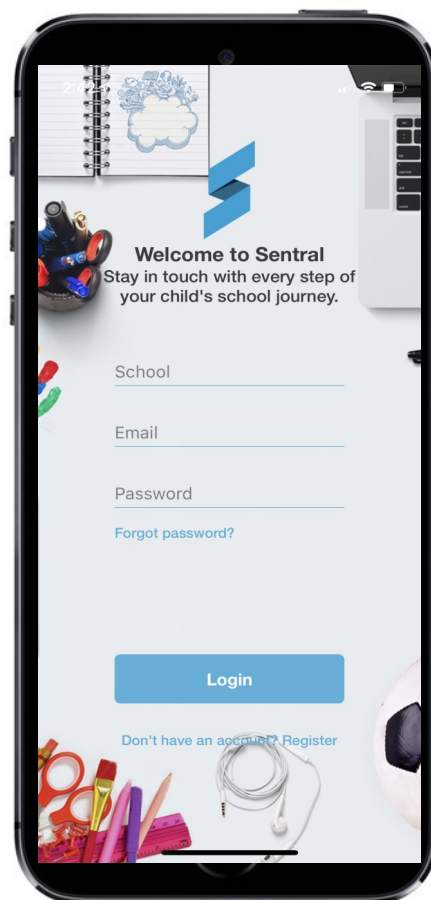 Welcome to Sentral
Stay in touch with every step of
your child's school journey.
School
Email
Password
Forgot password?
Login
Don't have an account? Register